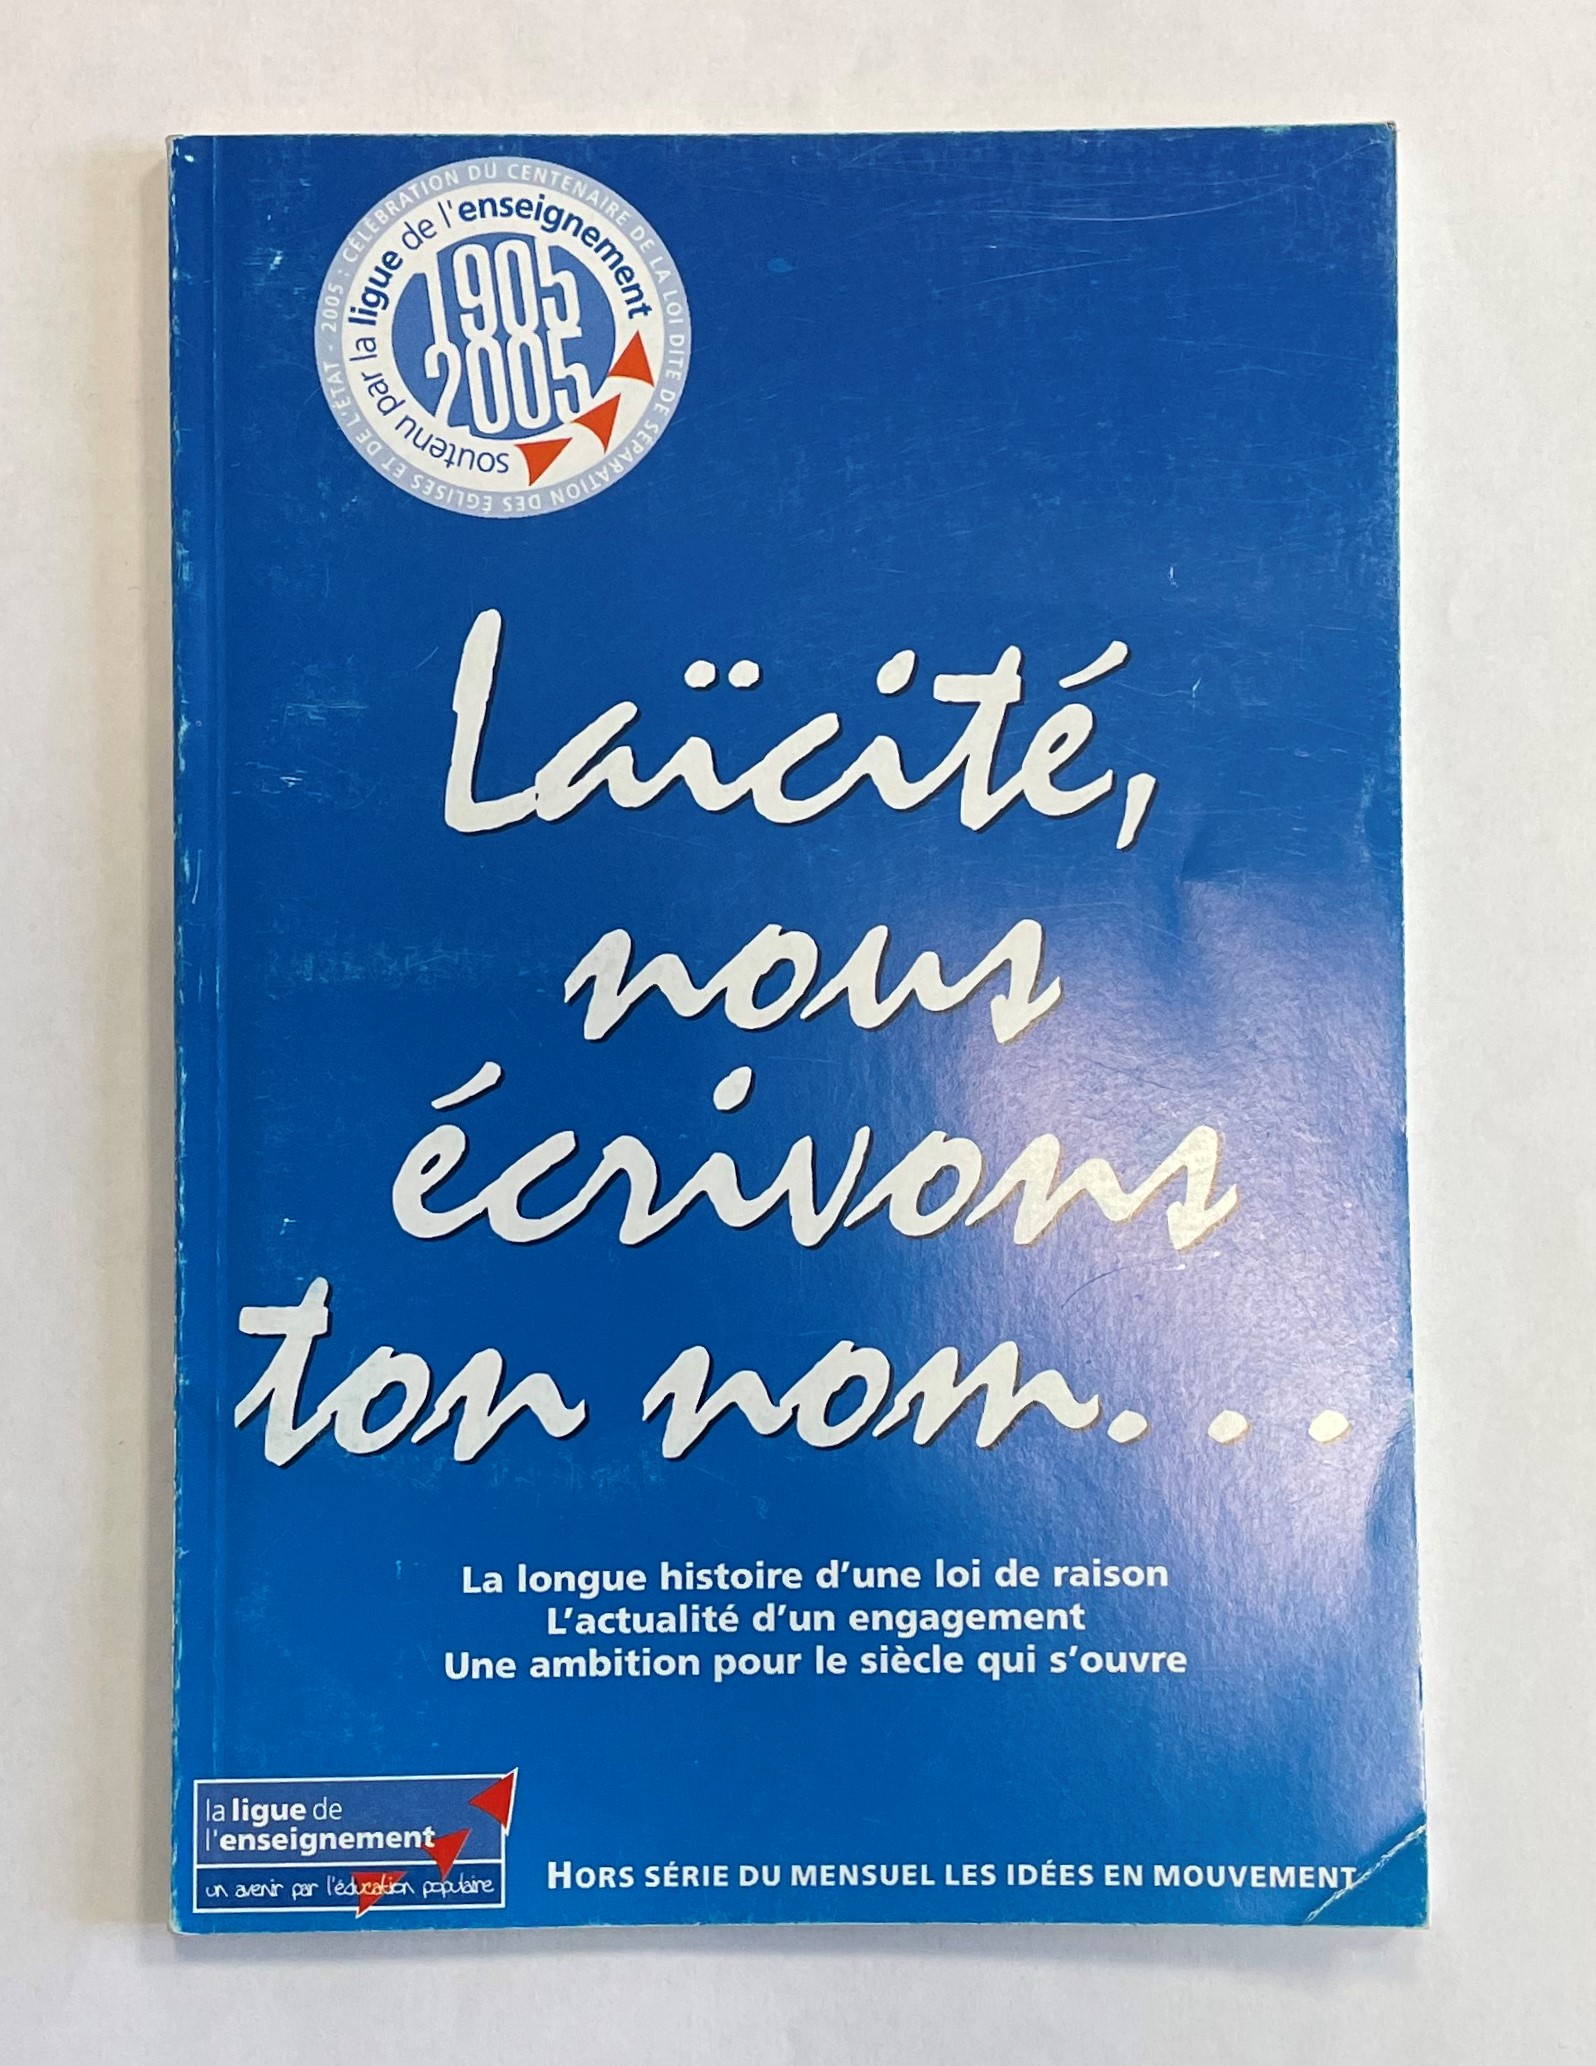 2005 : CÉLÉBRATION DU CENTENAIRE DE LA LOI DITE DE SÉPARATION DES ÉGLISES ET DE L'ÉTAT -
soutenu par la ligue de l'enseignement
1905
2005
Laïcité,
nous
écrivons
ton nom...
La longue histoire d'une loi de raison
L'actualité d'un engagement
Une ambition pour le siècle qui s'ouvre
la ligue de
l'enseignement
un avenir par l'éducation populaire
HORS SÉRIE DU MENSUEL LES IDÉES EN MOUVEMENT